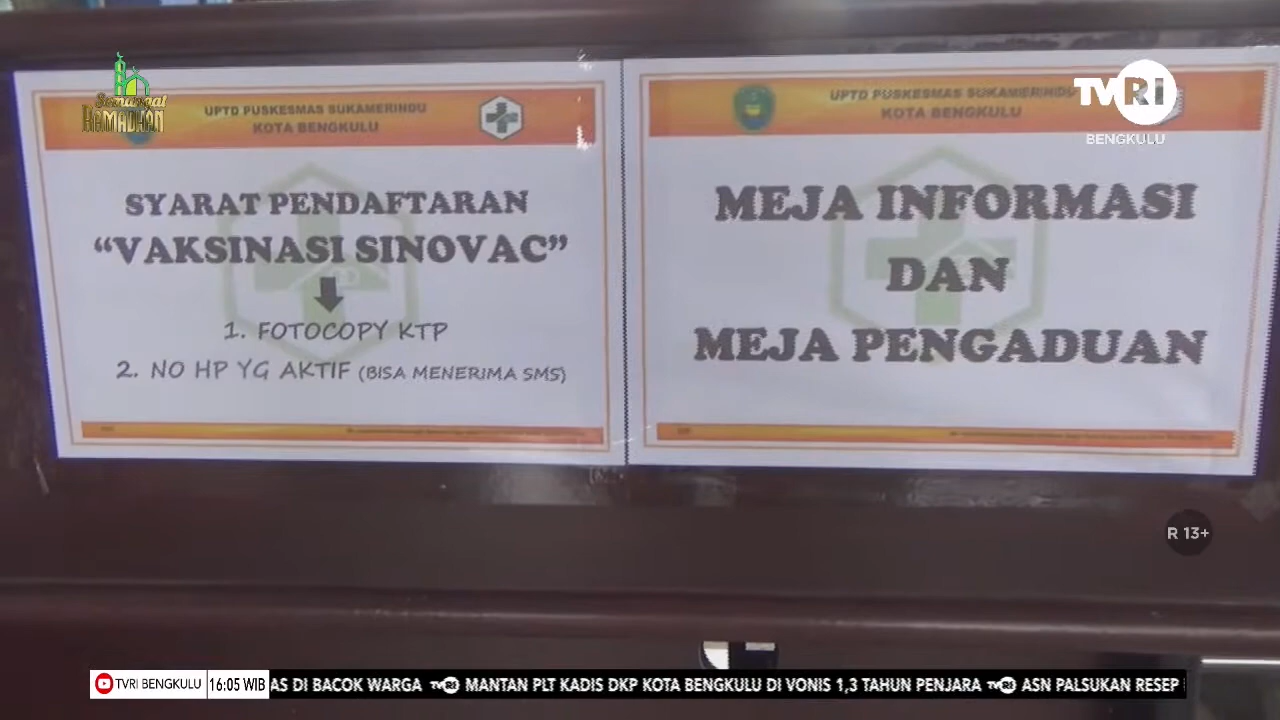 Semangat
RAMADHAN
UPTD PUSKESMAS SUKAMERINDU
KOTA BENGKULU
SYARAT PENDAFTARAN
“VAKSINASI SINOVAC”
1. FOTOCOPY KTP
2. NO HP YG AKTIF (BISA MENERIMA SMS)
UPTD PUSKESMAS SUKAMERINDU
KOTA BENGKULU
MEJA INFORMASI
DAN
MEJA PENGADUAN
TVRI
BENGKULU
R 13+
TVRI BENGKULU 16:05 WIB AS DI BACOK WARGA TVRI MANTAN PLT KADIS DKP KOTA BENGKULU DI VONIS 1,3 TAHUN PENJARA TVRI ASN PALSUKAN RESEP